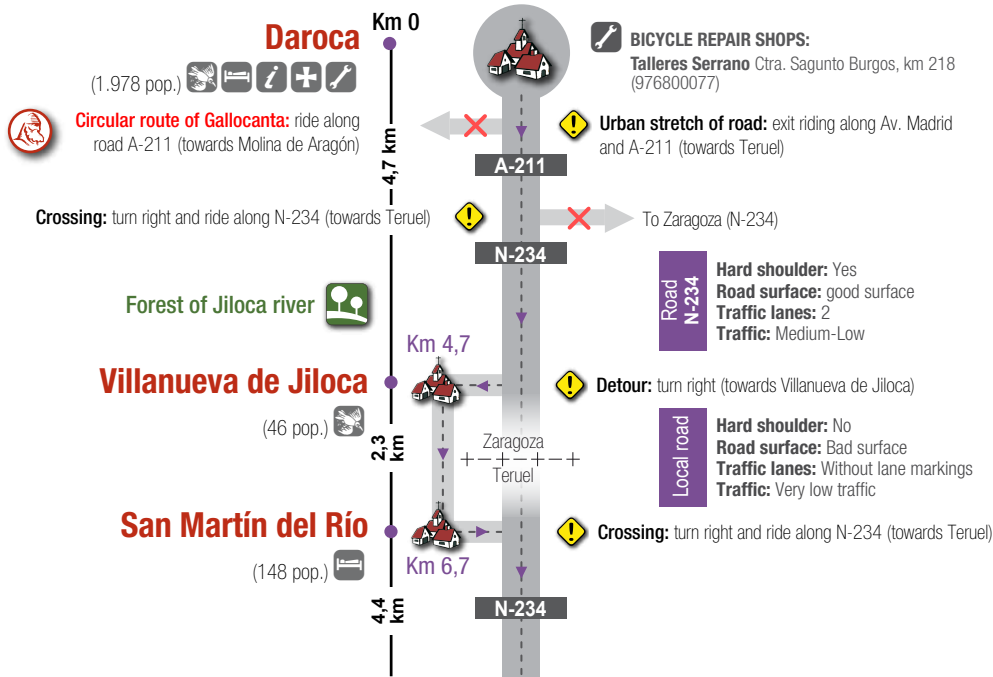 Km 0
Daroca
(1.978 pop.)
i
BICYCLE REPAIR SHOPS:
Talleres Serrano Ctra. Sagunto Burgos, km 218
(976800077)
Circular route of Gallocanta: ride along
road A-211 (towards Molina de Aragón)
4,7 km
Urban stretch of road: exit riding along Av. Madrid
and A-211 (towards Teruel)
A-211
Crossing: turn right and ride along N-234 (towards Teruel)
To Zaragoza (N-234)
N-234
Road
N-234
Hard shoulder: Yes
Road surface: good surface
Traffic lanes: 2
Traffic: Medium-Low
Forest of Jiloca river
Km 4,7
Villanueva de Jiloca
(46 pop.)
Detour: turn right (towards Villanueva de Jiloca)
2,3
km
Zaragoza
Teruel
Local road
Hard shoulder: No
Road surface: Bad surface
Traffic lanes: Without lane markings
Traffic: Very low traffic
San Martín del Río
(148 pop.)
Km 6,7
Crossing: turn right and ride along N-234 (towards Teruel)
4,4
km
N-234